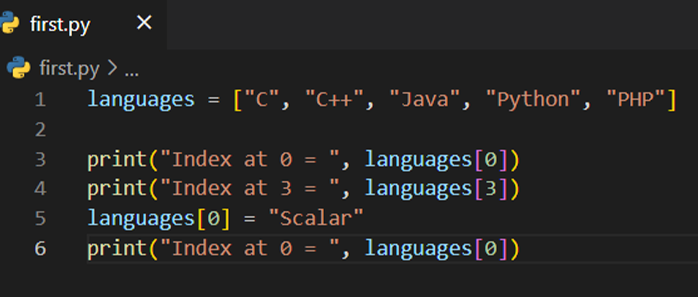 first.py ×
first.py > ...
1 languages = ["C", "C++", "Java", "Python", "PHP"]
2
3 print("Index at 0 = ", languages[0])
4 print("Index at 3 = ", languages[3])
5 languages[0] = "Scalar"
6 print("Index at 0 = ", languages[0])